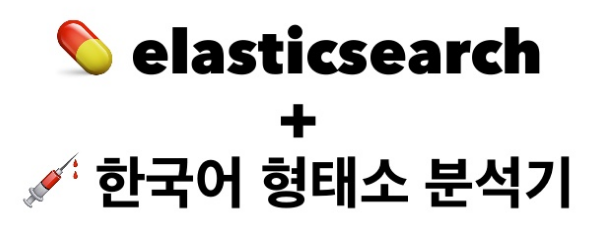 💊 elasticsearch
+
💉 한국어 형태소 분석기